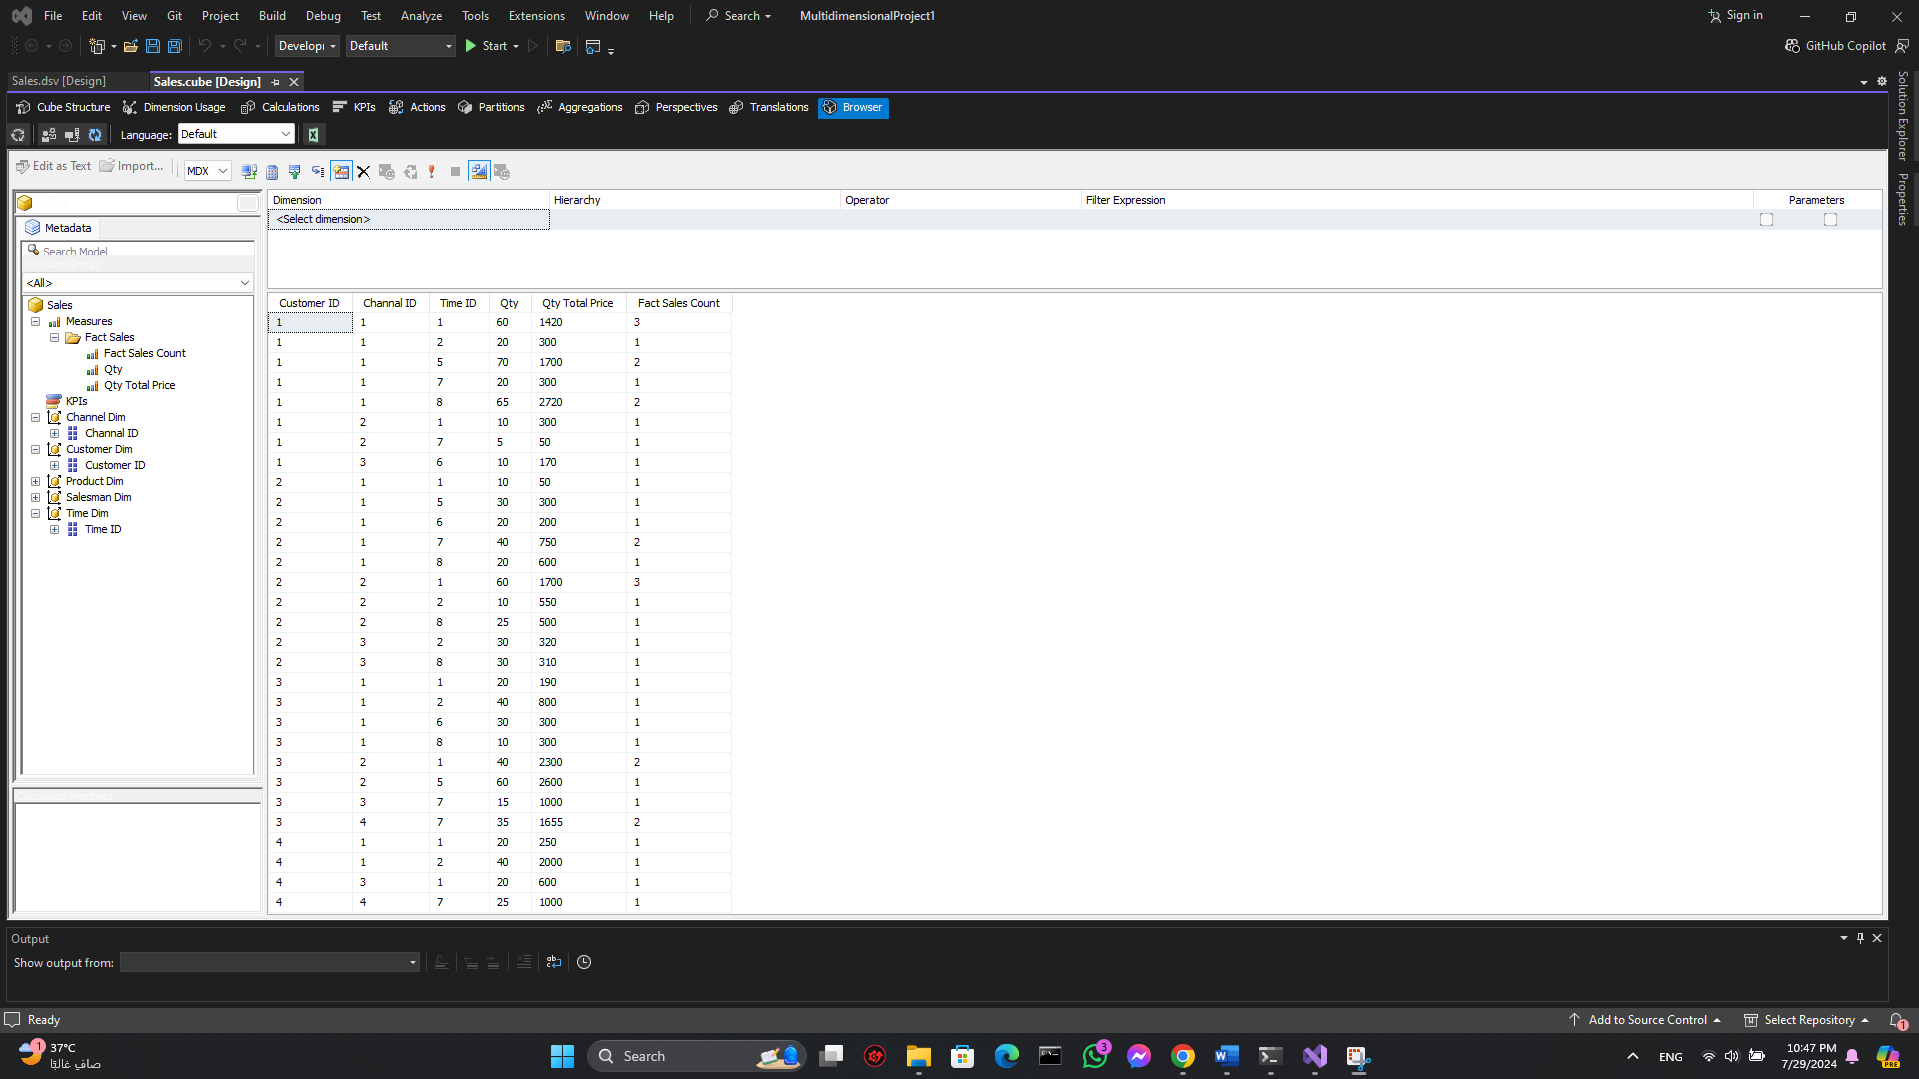 File Edit View Git Project Build Debug Test Analyze Tools Extensions Window Help Search MultidimensionalProject1 Sign in
Develop Default Start GitHub Copilot
Sales.dsv [Design] Sales.cube [Design]
Cube Structure Dimension Usage Calculations KPIs Actions Partitions Aggregations Perspectives Translations Browser
Language: Default
Edit as Text Import... MDX
Dimension Hierarchy Operator Filter Expression Parameters
<Select dimension>
Metadata
Search Model
<All>
Sales
Measures
Fact Sales
Fact Sales Count
Qty
Qty Total Price
KPIs
Channel Dim
Channal ID
Customer Dim
Customer ID
Product Dim
Salesman Dim
Time Dim
Time ID
Customer ID Channal ID Time ID Qty Qty Total Price Fact Sales Count
1 1 1 60 1420 3
1 1 2 20 300 1
1 1 5 70 1700 2
1 1 7 20 300 1
1 1 8 65 2720 2
1 2 1 10 300 1
1 2 7 5 50 1
1 3 6 10 170 1
2 1 1 10 50 1
2 1 5 30 300 1
2 1 6 20 200 1
2 1 7 40 750 2
2 1 8 20 600 1
2 2 1 60 1700 3
2 2 2 10 550 1
2 2 8 25 500 1
2 3 2 30 320 1
2 3 8 30 310 1
3 1 1 20 190 1
3 1 2 40 800 1
3 1 6 30 300 1
3 1 8 10 300 1
3 2 1 40 2300 2
3 2 5 60 2600 1
3 3 7 15 1000 1
3 4 7 35 1655 2
4 1 1 20 250 1
4 1 2 40 2000 1
4 3 1 20 600 1
4 4 7 25 1000 1
Solution Explorer
Properties
Calculated Members
Output
Show output from:
Ready Add to Source Control Select Repository 1
1 37°C
صافٍ غالبًا
Search 3 ENG 10:47 PM
7/29/2024
PRE